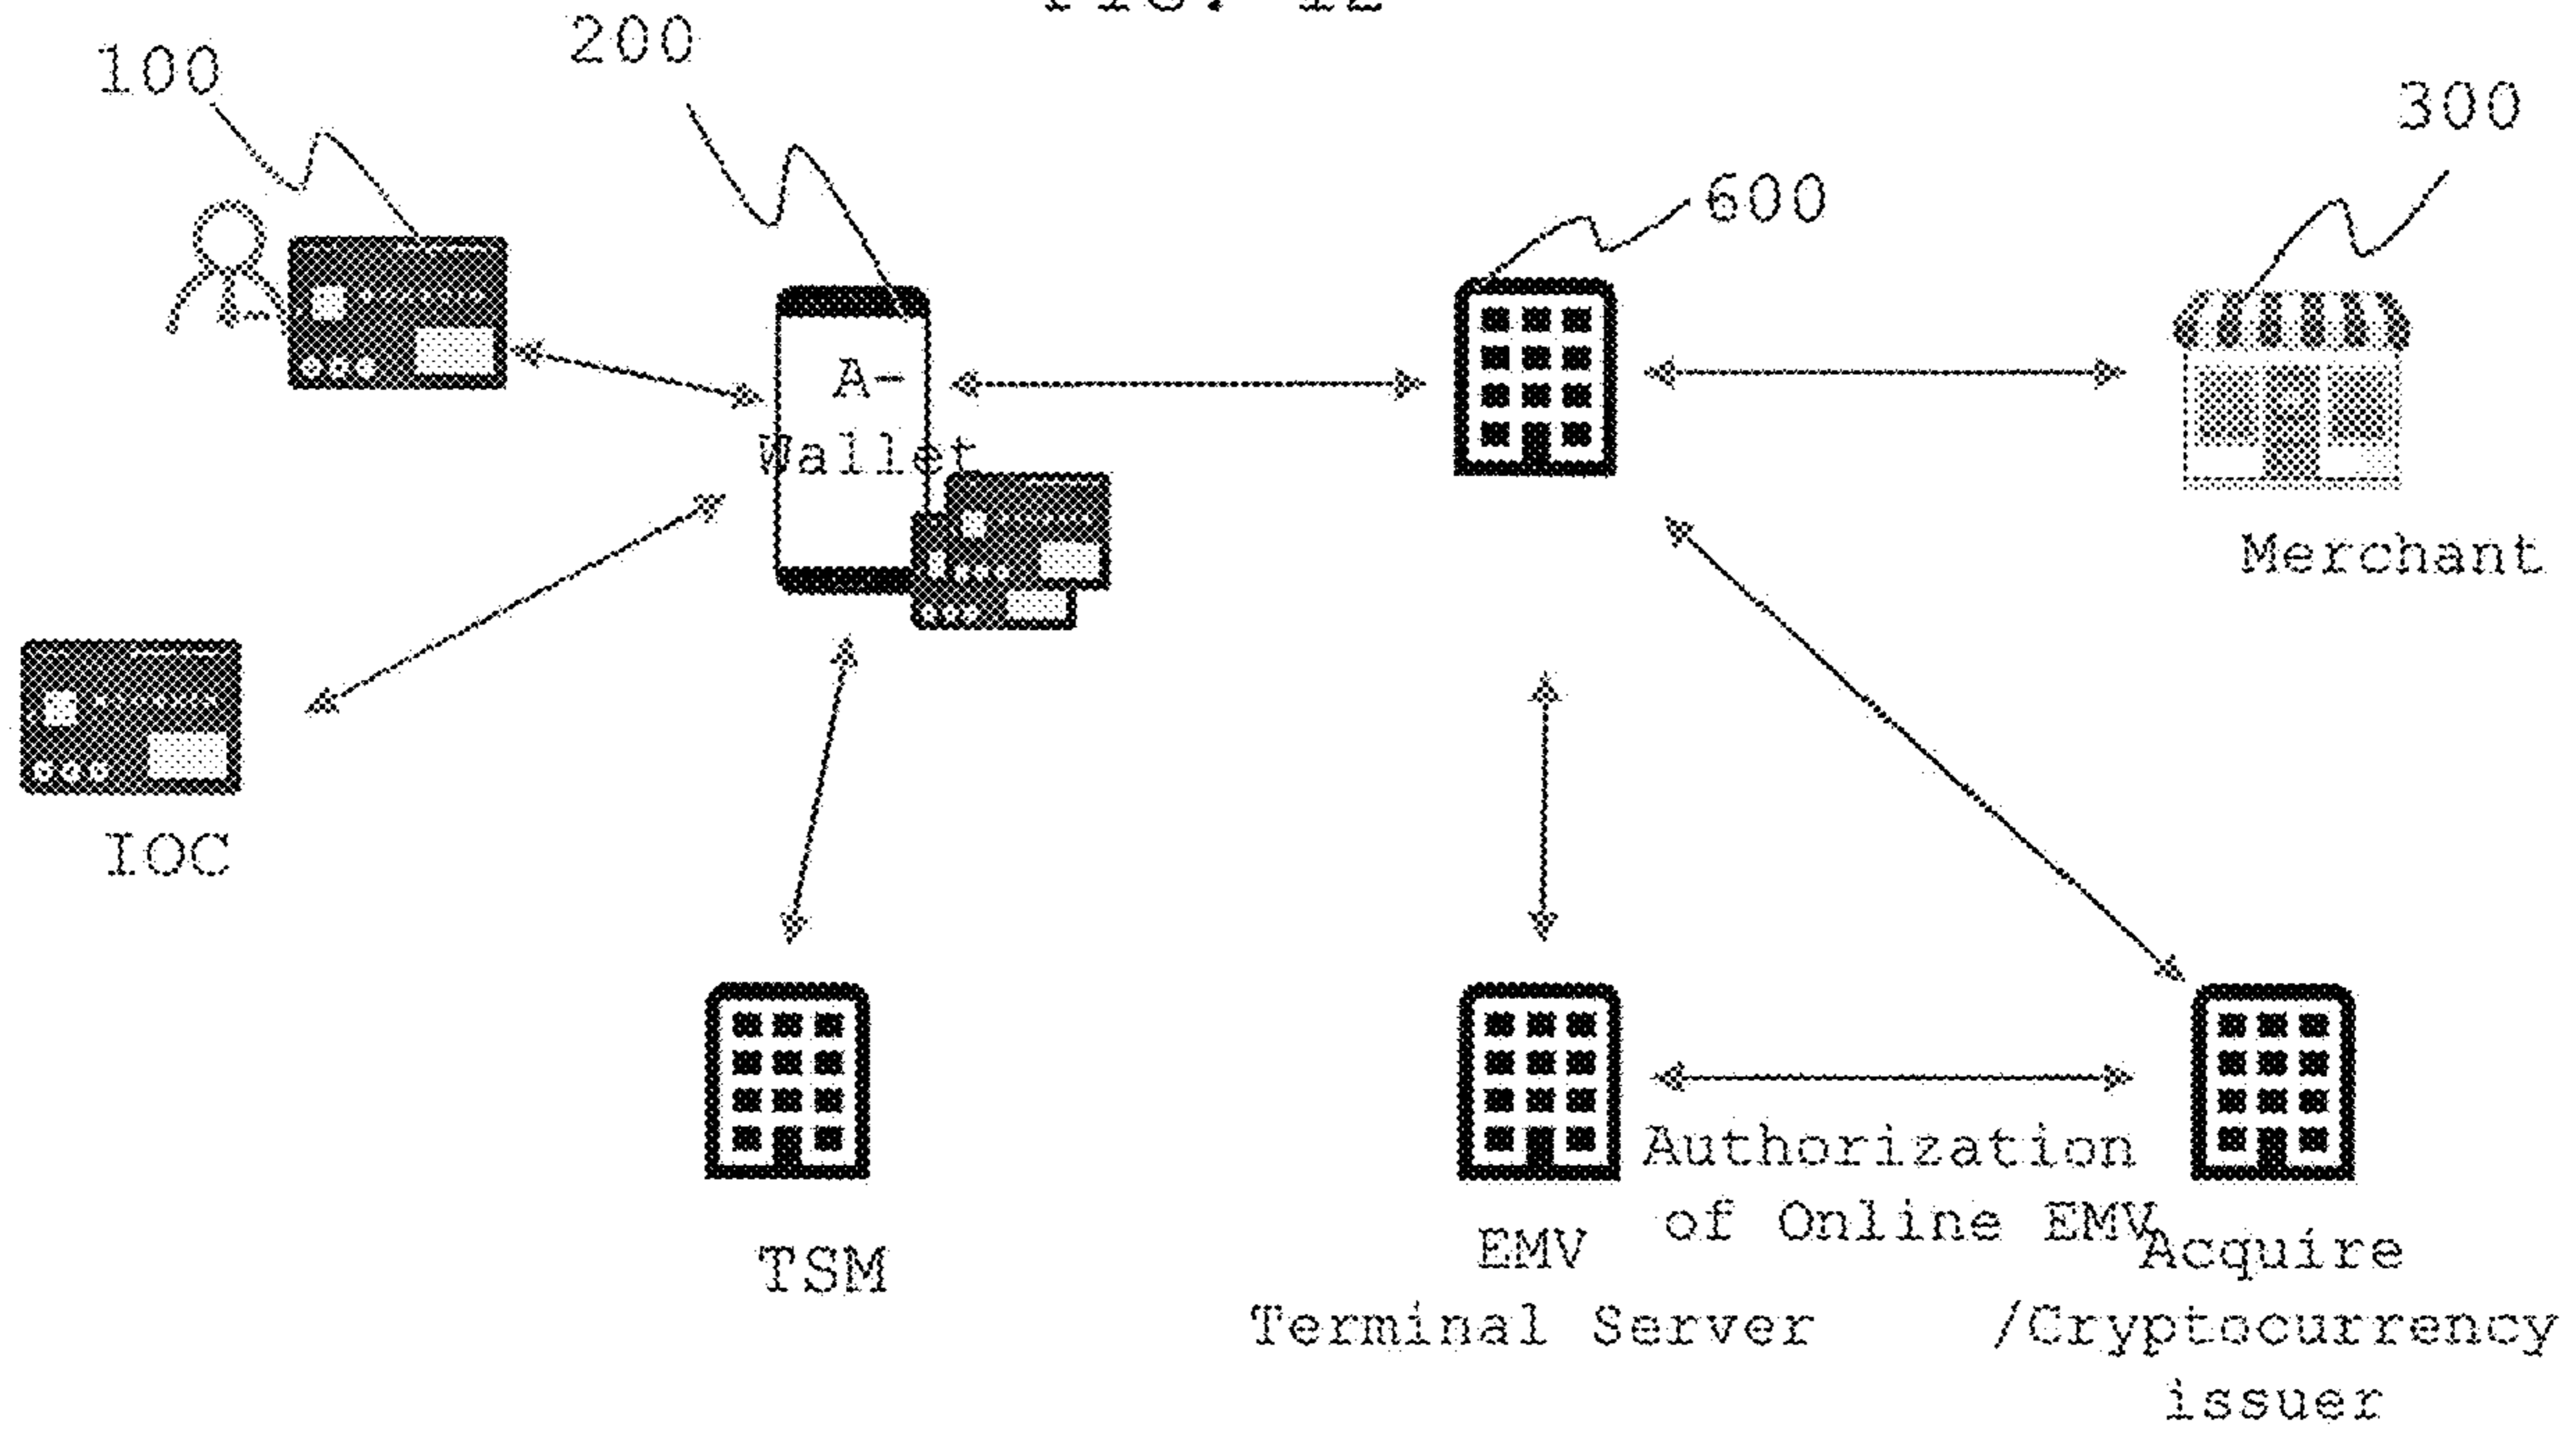 100
200
600
300
A-
Wallet
Merchant
IOC
TSM
EMV
Terminal Server
Authorization
of Online EMV
Acquire
/Cryptocurrency
issuer